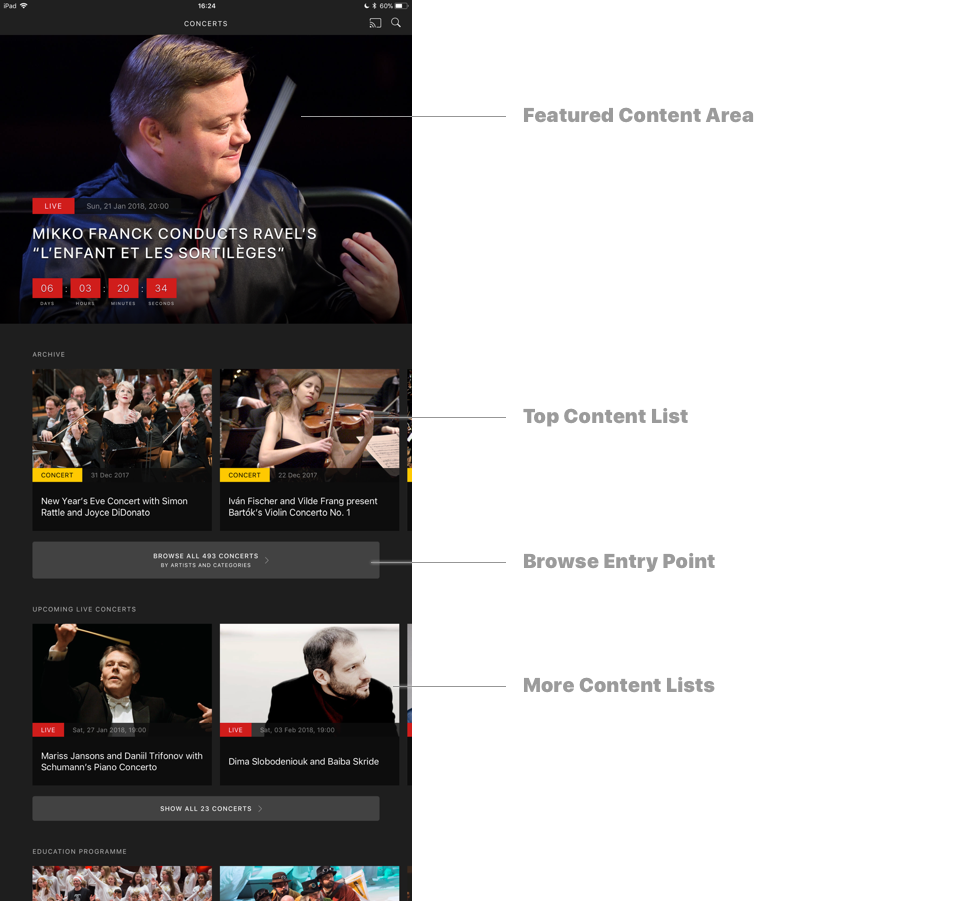 iPad 16:24 60%
CONCERTS
LIVE Sun, 21 Jan 2018, 20:00
MIKKO FRANCK CONDUCTS RAVEL’S
“L’ENFANT ET LES SORTILÈGES”
06 : 03 : 20 : 34
DAYS HOURS MINUTES SECONDS
Featured Content Area
ARCHIVE
CONCERT 31 Dec 2017
New Year’s Eve Concert with Simon
Rattle and Joyce DiDonato
CONCERT 22 Dec 2017
Iván Fischer and Vilde Frang present
Bartók’s Violin Concerto No. 1
Top Content List
BROWSE ALL 493 CONCERTS
BY ARTISTS AND CATEGORIES
Browse Entry Point
UPCOMING LIVE CONCERTS
LIVE Sat, 27 Jan 2018, 19:00
Mariss Jansons and Daniil Trifonov with
Schumann’s Piano Concerto
LIVE Sat, 03 Feb 2018, 19:00
Dima Slobodeniouk and Baiba Skride
More Content Lists
SHOW ALL 23 CONCERTS
EDUCATION PROGRAMME